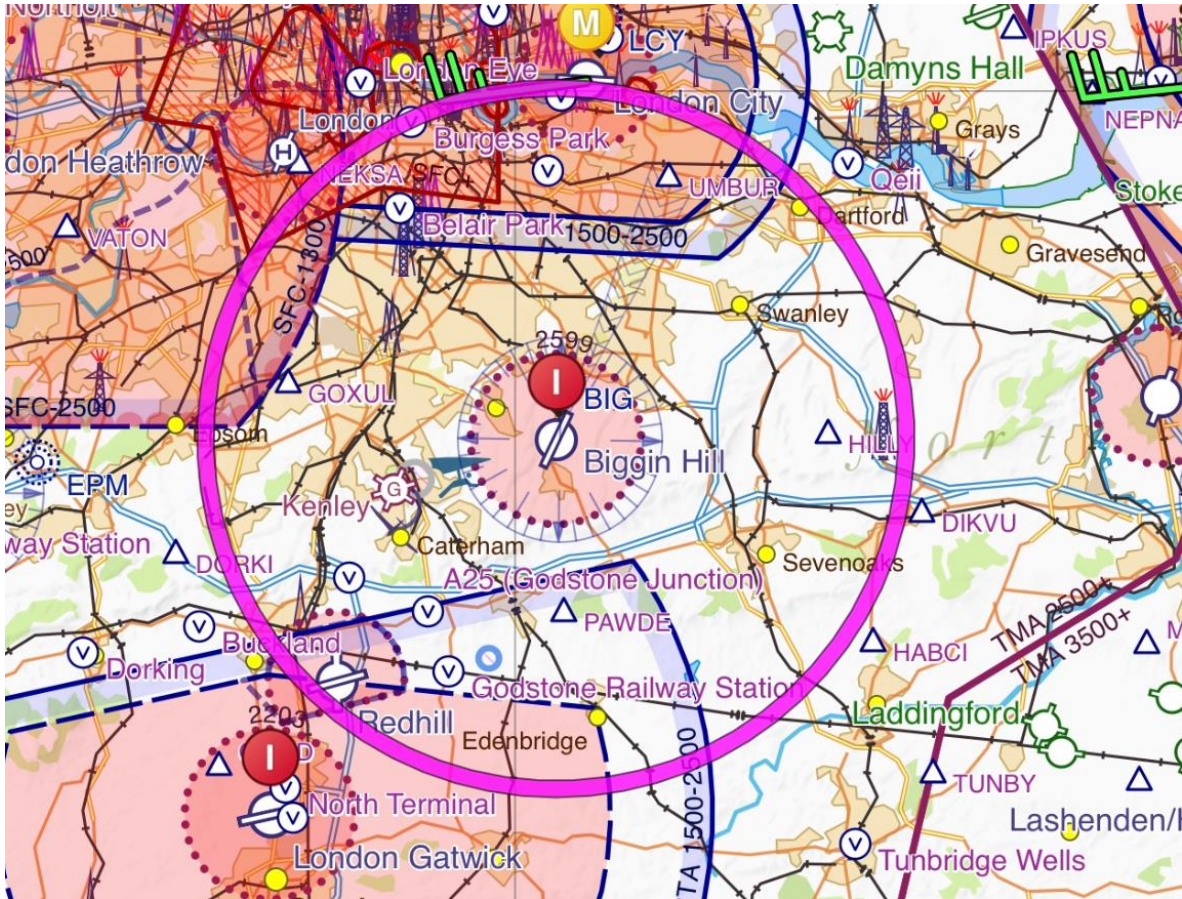 Northolt
M
LCY
IPKUS
London Eve
Damyns Hall
London City
London
Burgess Park
Grays
NEPNA
don Heathrow
H
NEKSA
SFC+
UMBUR
Qeii
Stoke
VATON
Belair Park
1500-2500
Dartford
Gravesend
-500
SFC-1300
Swanley
Ro
2599
I
BIG
GOXUL
SFC-2500
Epsom
HILLY
f o r t
Biggin Hill
EPM
G
Kenley
ey
DIKVU
way Station
Caterham
Sevenoaks
DORKI
A25 (Godstone Junction)
PAWDE
TMA 2500+
TMA 3500+
Buckland
HABCI
M
Dorking
Godstone Railway Station
Redhill
Laddingford
Edenbridge
I
D
TUNBY
North Terminal
TA 1500-2500
Lashenden/H
London Gatwick
Tunbridge Wells